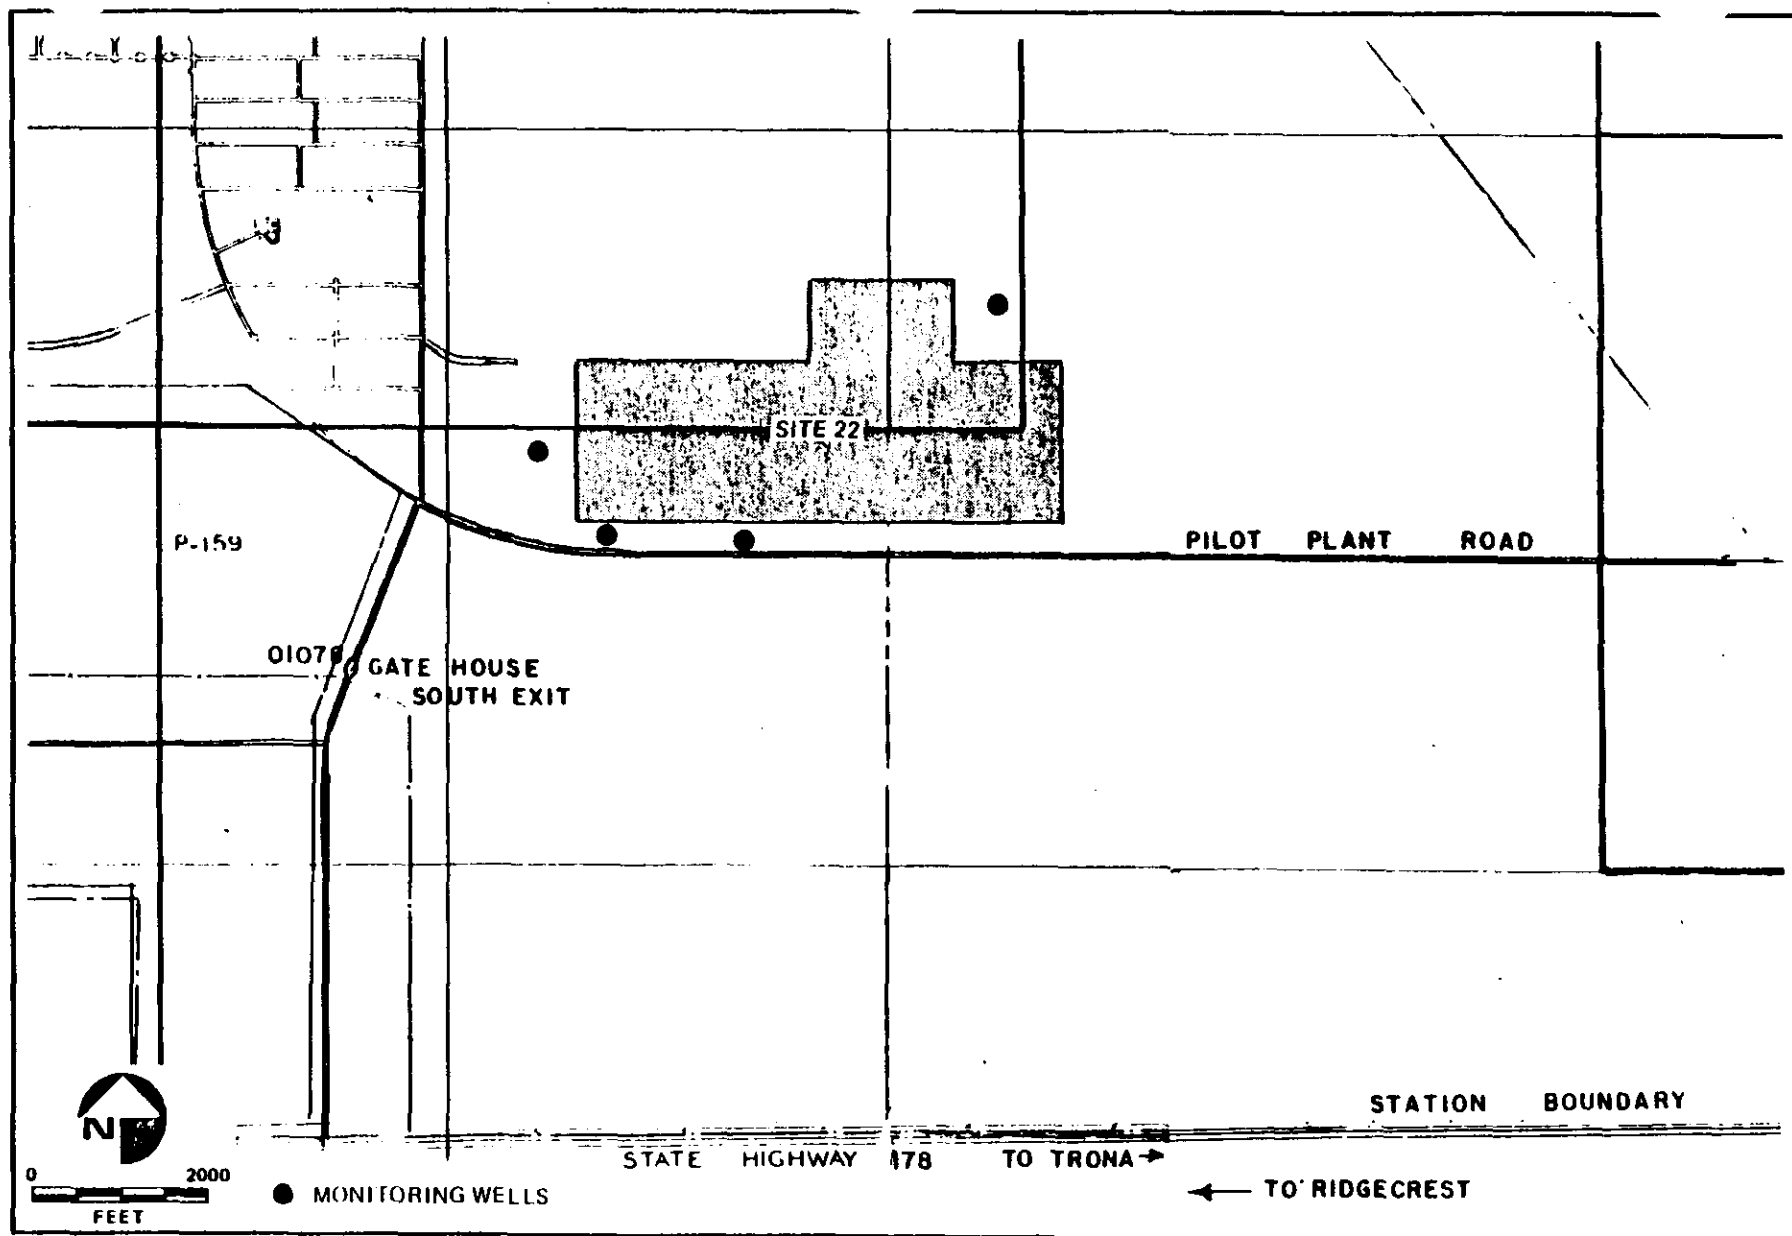 SITE 22
P-159
PILOT PLANT ROAD
GATE HOUSE
SOUTH EXIT
STATION BOUNDARY
N
STATE HIGHWAY 178 TO TRONA
0 2000
FEET
MONITORING WELLS
TO RIDGECREST